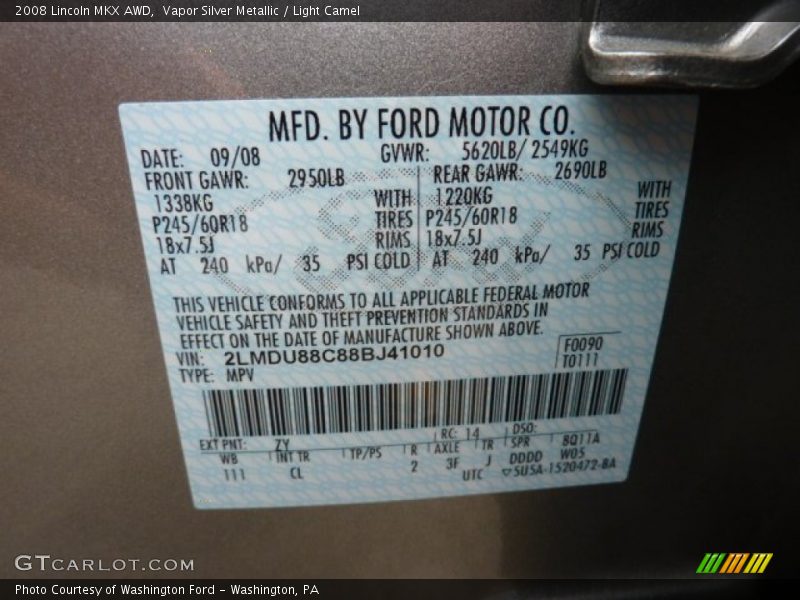 2008 Lincoln MKX AWD,  Vapor Silver Metallic / Light Camel
MFD. BY FORD MOTOR CO.
DATE: 09/08 GVWR: 5620LB/ 2549KG
FRONT GAWR: 2950LB REAR GAWR: 2690LB
1338KG WITH 1220KG WITH
P245/60R18 TIRES P245/60R18 TIRES
18x7.5J RIMS 18x7.5J RIMS
AT 240 kPa/ 35 PSI COLD AT 240 kPa/ 35 PSI COLD
THIS VEHICLE CONFORMS TO ALL APPLICABLE FEDERAL MOTOR
VEHICLE SAFETY AND THEFT PREVENTION STANDARDS IN
EFFECT ON THE DATE OF MANUFACTURE SHOWN ABOVE.
VIN: 2LMDU88C88BJ41010 F0090
TYPE: MPV T0111
EXT PNT: ZY RC: 14 DSO:
WB INT TR TP/PS R AXLE TR SPR 8Q11A
111 CL 2 3F J DDDD W05
UTC ▽5U5A-1520472-BA
GTCARLOT.COM
Photo Courtesy of Washington Ford - Washington, PA